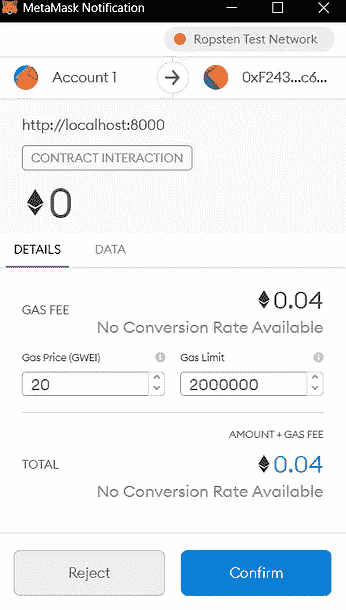 MetaMask Notification
Ropsten Test Network
Account 1
0xF243...c6...
http://localhost:8000
CONTRACT INTERACTION
0
DETAILS DATA
GAS FEE
0.04
No Conversion Rate Available
Gas Price (GWEI) Gas Limit
20 2000000
AMOUNT + GAS FEE
TOTAL 0.04
No Conversion Rate Available
Reject Confirm